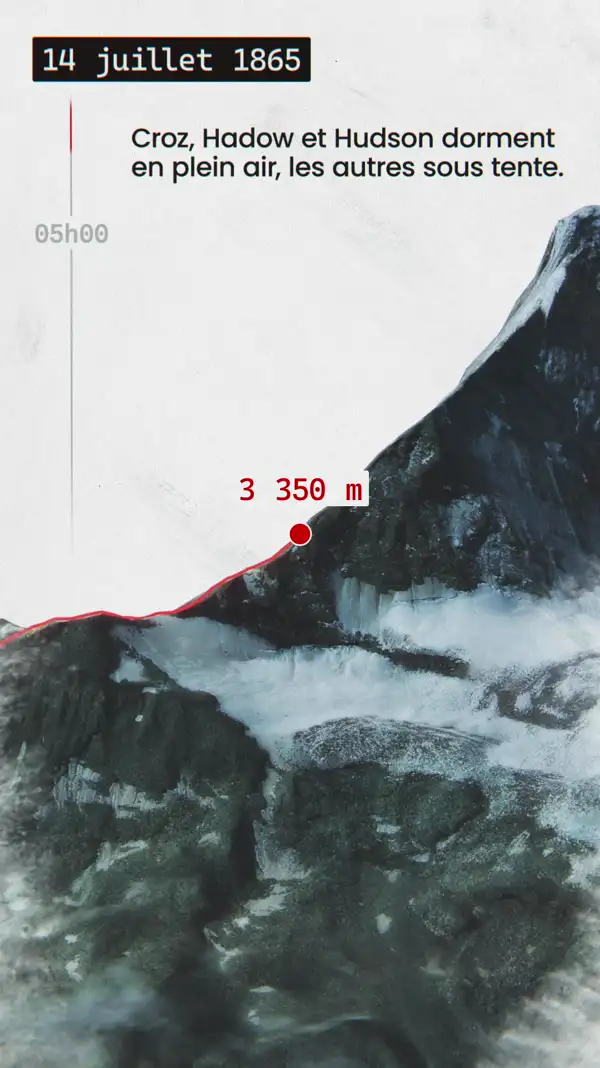 14 juillet 1865
Croz, Hadow et Hudson dorment
en plein air, les autres sous tente.
05h00
3 350 m